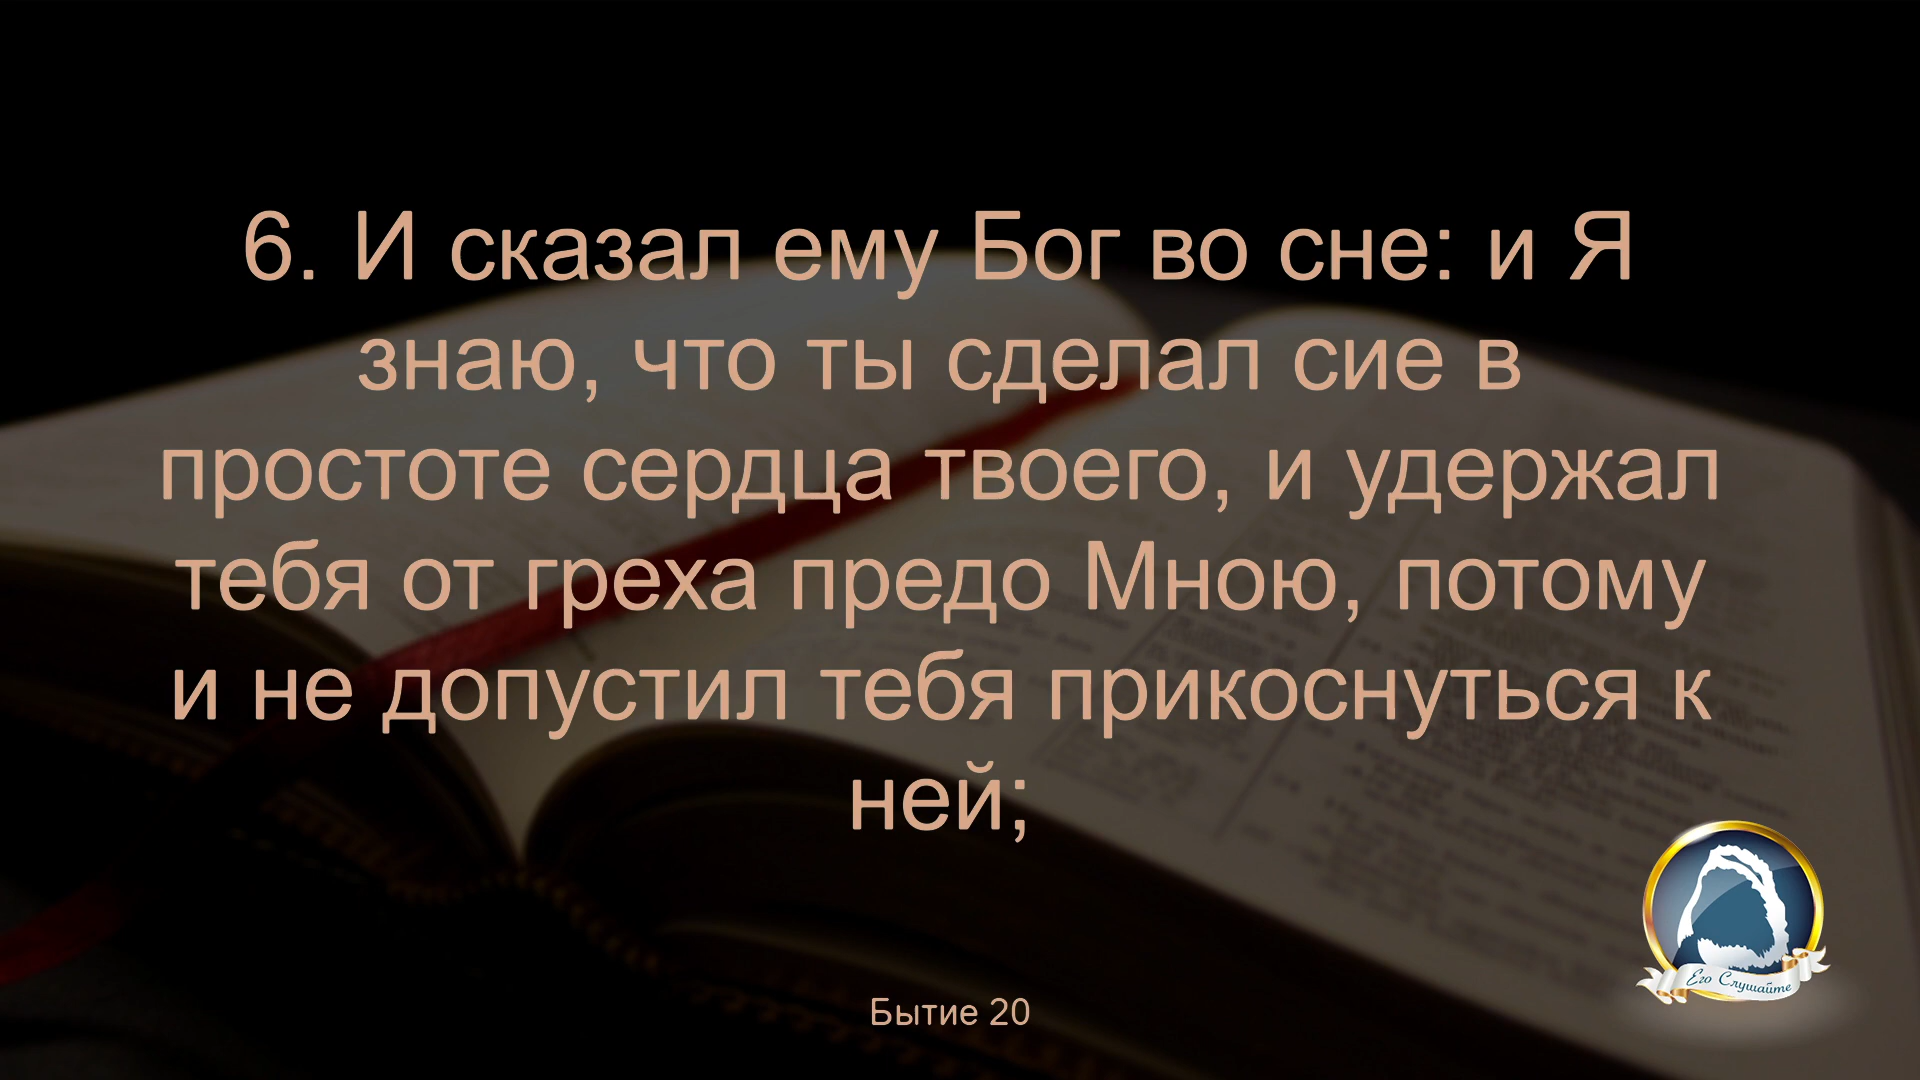 6. И сказал ему Бог во сне: и Я
знаю, что ты сделал сие в
простоте сердца твоего, и удержал
тебя от греха предо Мною, потому
и не допустил тебя прикоснуться к
ней;
Его Слушайте
Бытие 20